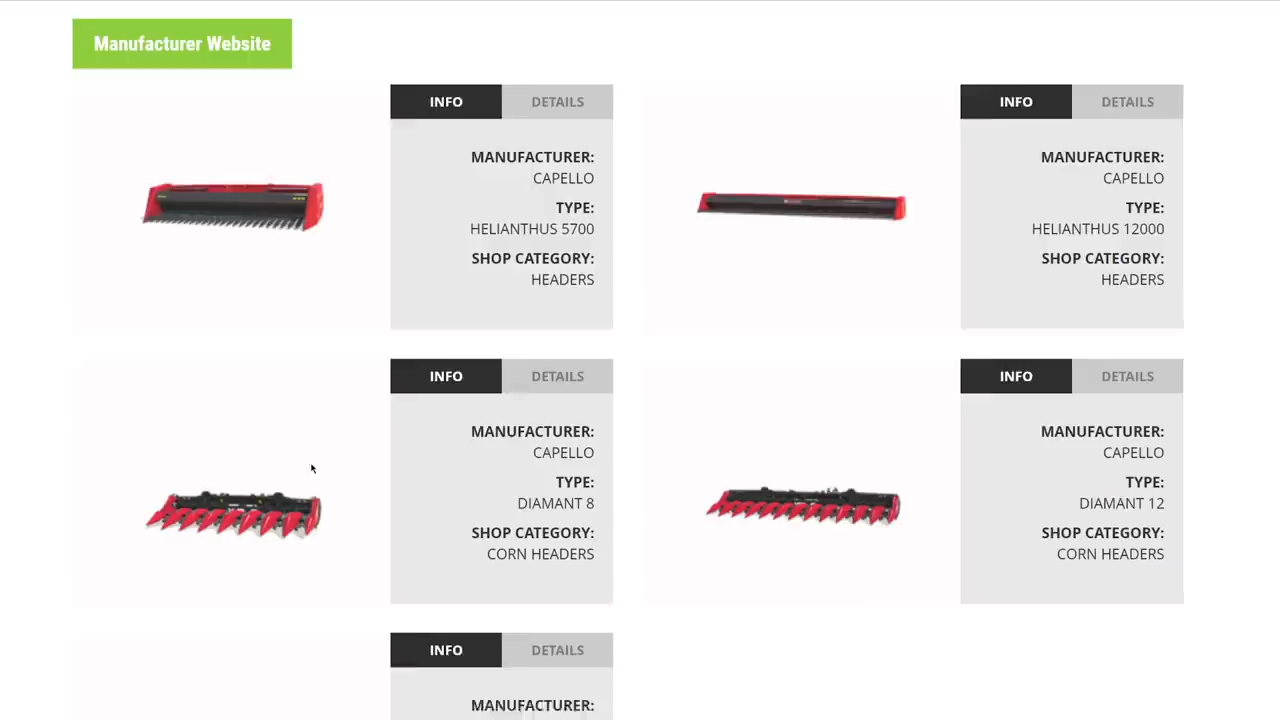 Manufacturer Website
INFO DETAILS
MANUFACTURER:
CAPELLO
TYPE:
HELIANTHUS 5700
SHOP CATEGORY:
HEADERS
INFO DETAILS
MANUFACTURER:
CAPELLO
TYPE:
HELIANTHUS 12000
SHOP CATEGORY:
HEADERS
INFO DETAILS
MANUFACTURER:
CAPELLO
TYPE:
DIAMANT 8
SHOP CATEGORY:
CORN HEADERS
INFO DETAILS
MANUFACTURER:
CAPELLO
TYPE:
DIAMANT 12
SHOP CATEGORY:
CORN HEADERS
INFO DETAILS
MANUFACTURER: